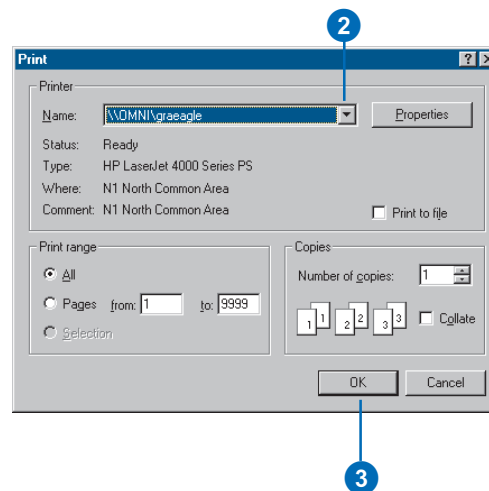 2
Print
Printer
Name: \\OMNI\graeagle Properties
Status: Ready
Type: HP LaserJet 4000 Series PS
Where: N1 North Common Area
Comment: N1 North Common Area Print to file
Print range
All
Pages from: 1 to: 9999
Selection
Copies
Number of copies: 1
1 1 2 2 3 3 Collate
OK Cancel
3